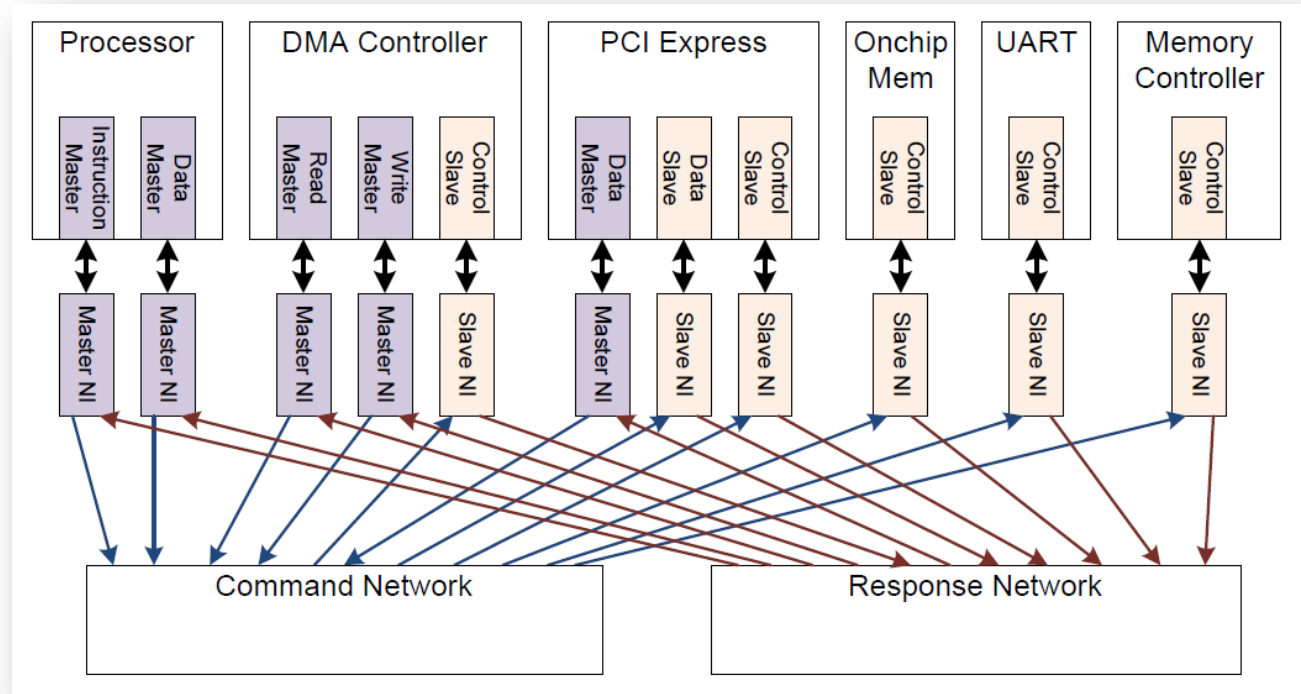 Processor
DMA Controller
PCI Express
Onchip
Mem
UART
Memory
Controller
Instruction
Master
Data
Master
Read
Master
Write
Master
Control
Slave
Data
Master
Data
Slave
Control
Slave
Control
Slave
Control
Slave
Control
Slave
Master NI
Master NI
Master NI
Master NI
Slave NI
Master NI
Slave NI
Slave NI
Slave NI
Slave NI
Slave NI
Command Network
Response Network